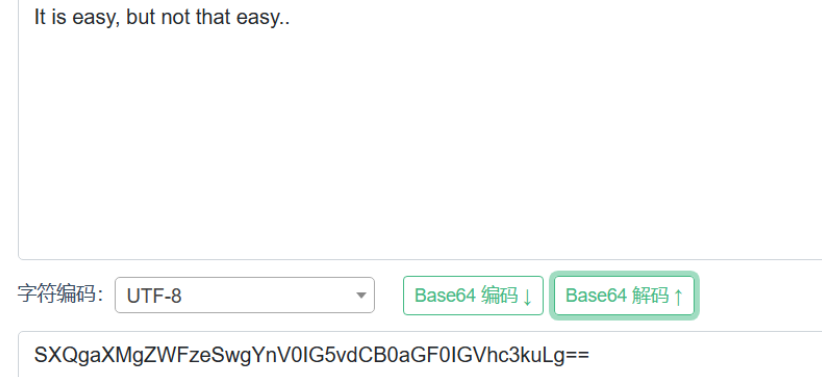 It is easy, but not that easy..
字符编码： UTF-8 Base64 编码↓ Base64 解码↑
SXQgaXMgZWFzeSwgYnV0IG5vdCB0aGF0IGVhc3kuLg==